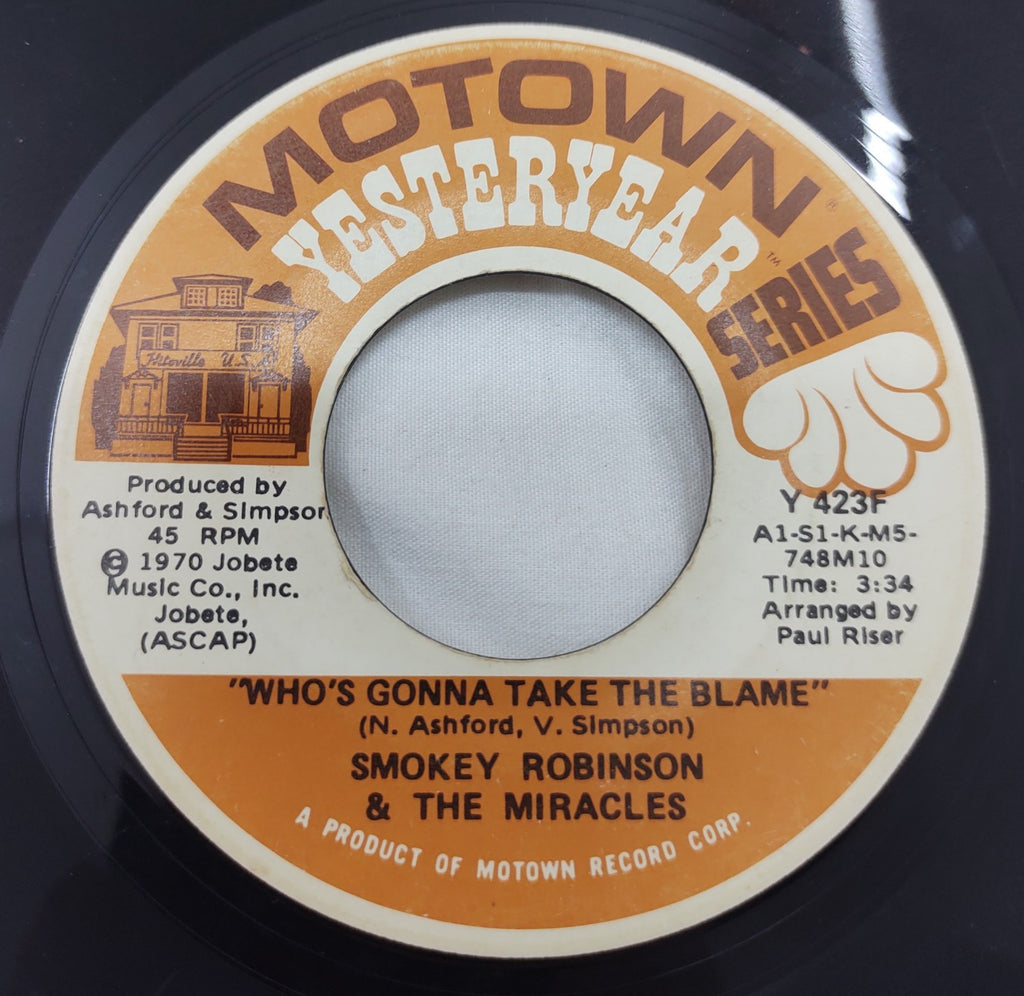 MOTOWN®
YESTERYEAR™
SERIES
Hitsville U.S.A.
Produced by
Ashford & Simpson
45 RPM
© 1970 Jobete
Music Co., Inc.
Jobete,
(ASCAP)
Y 423F
A1-S1-K-M5-
748M10
Time: 3:34
Arranged by
Paul Riser
"WHO'S GONNA TAKE THE BLAME"
(N. Ashford, V. Simpson)
SMOKEY ROBINSON
& THE MIRACLES
A PRODUCT OF MOTOWN RECORD CORP.